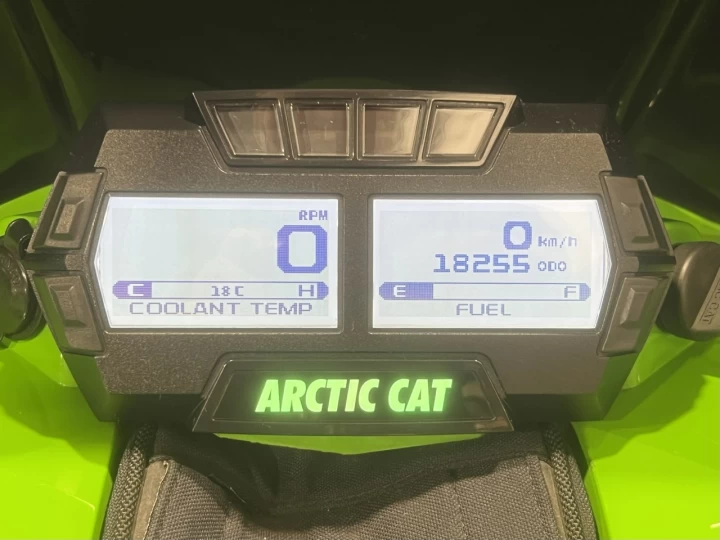 RPM
0
C 18C H
COOLANT TEMP
0 km/h
18255 ODO
E F
FUEL
ARCTIC CAT